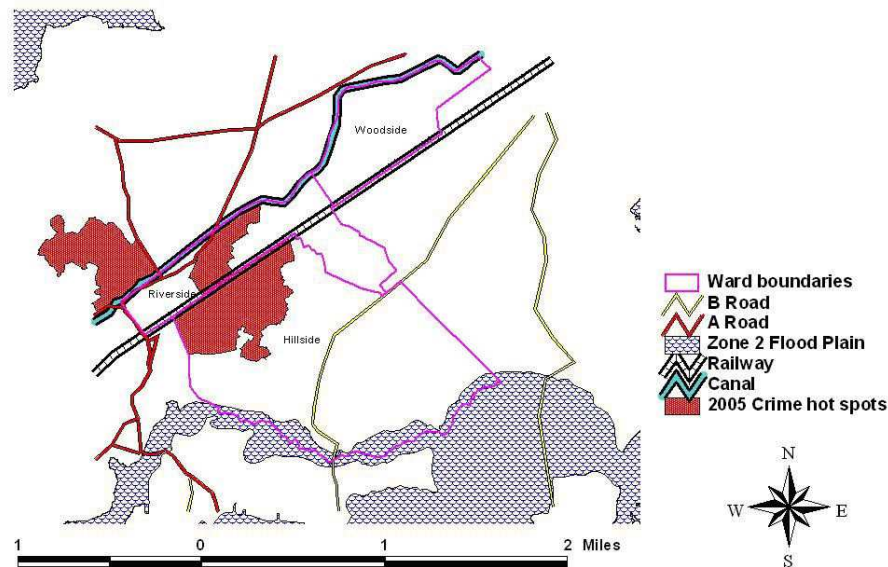 Woodside
Riverside
Hillside
Ward boundaries
B Road
A Road
Zone 2 Flood Plain
Railway
Canal
2005 Crime hot spots
N
W E
S
1 0 1 2 Miles